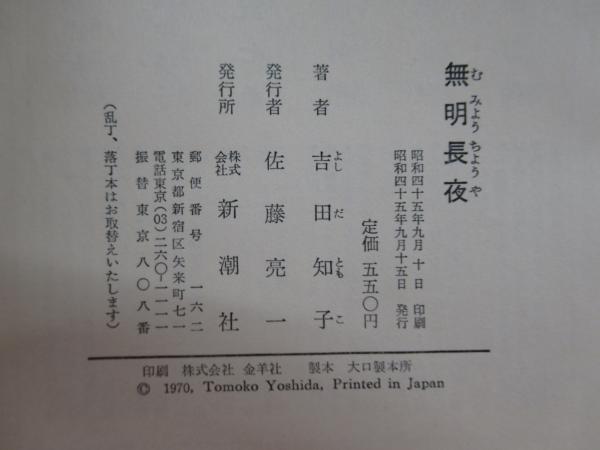 無明長夜
むみようちようや
昭和四十五年九月 十 日 印刷
昭和四十五年九月十五日 発行
定価 五五〇円
著者 吉田知子
よしだともこ
発行者 佐藤亮一
発行所 株式会社 新潮社
郵便番号 一六二
東京都新宿区矢来町七一
電話東京(03)二六〇―一一一一
振替東京八〇八番
(乱丁、落丁本はお取替えいたします)
印刷 株式会社 金羊社 製本 大口製本所
© 1970, Tomoko Yoshida, Printed in Japan